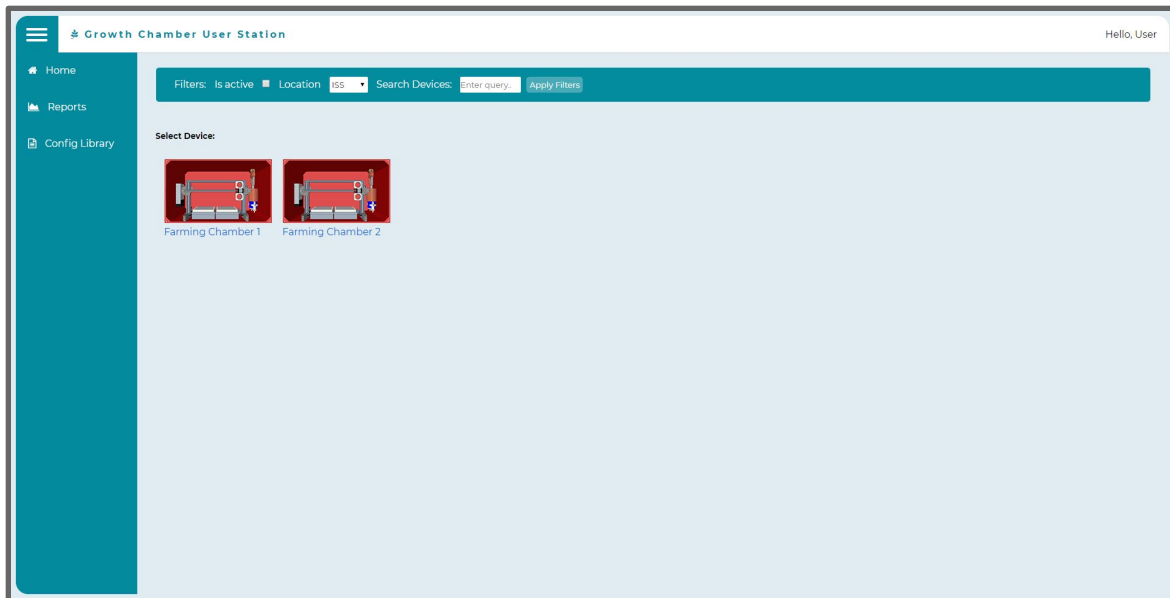 Growth Chamber User Station
Hello, User
Home
Reports
Config Library
Filters: Is active Location ISS Search Devices: Enter query.. Apply Filters
Select Device:
Farming Chamber 1 Farming Chamber 2